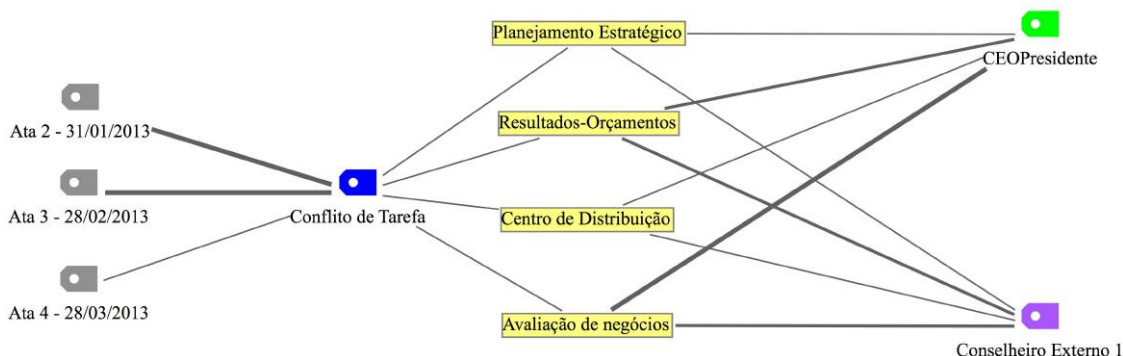 Planejamento Estratégico
CEOPresidente
Resultados-Orçamentos
Ata 2 - 31/01/2013
Ata 3 - 28/02/2013
Conflito de Tarefa
Centro de Distribuição
Ata 4 - 28/03/2013
Avaliação de negócios
Conselheiro Externo 1